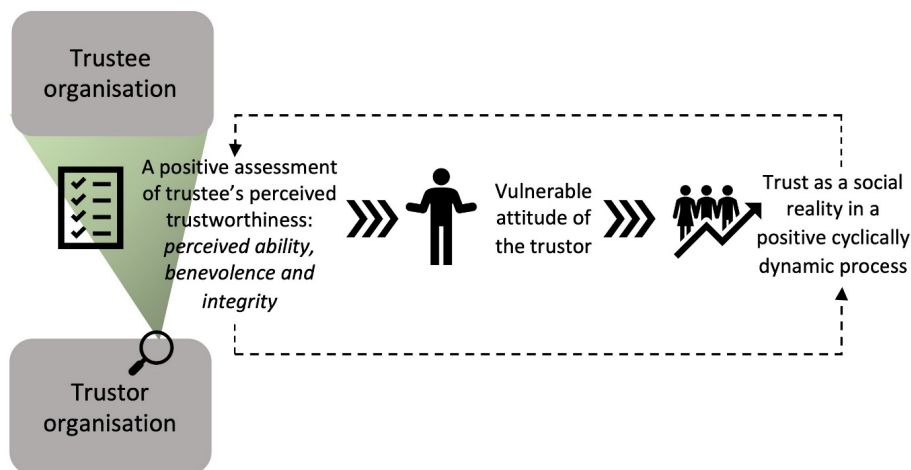 Trustee
organisation
A positive assessment
of trustee's perceived
trustworthiness:
perceived ability,
benevolence and
integrity
Vulnerable
attitude of
the trustor
Trust as a social
reality in a
positive cyclically
dynamic process
Trustor
organisation